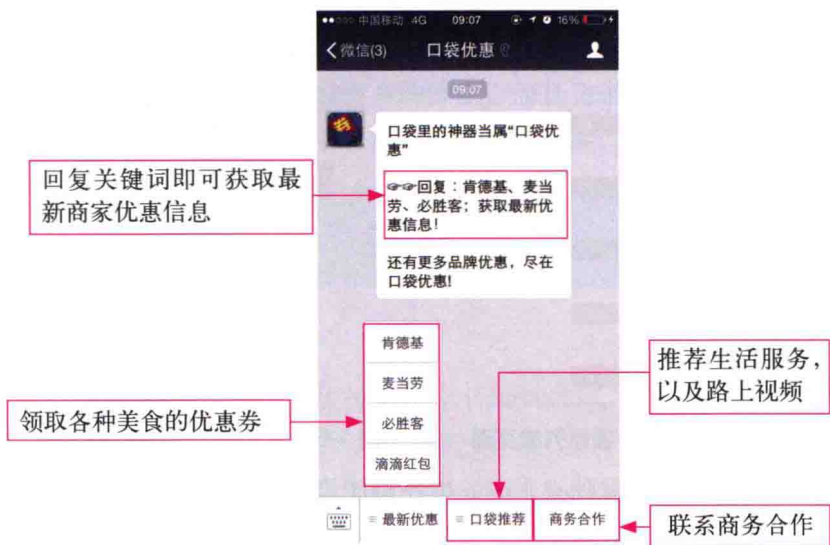 中国移动 4G 09:07 16%
微信(3) 口袋优惠
09:07
口袋里的神器当属“口袋优
惠”
回复关键词即可获取最
新商家优惠信息
☞☞回复：肯德基、麦当
劳、必胜客；获取最新优
惠信息！
还有更多品牌优惠，尽在
口袋优惠!
肯德基
麦当劳
必胜客
滴滴红包
领取各种美食的优惠券
推荐生活服务，
以及路上视频
最新优惠 口袋推荐 商务合作
联系商务合作